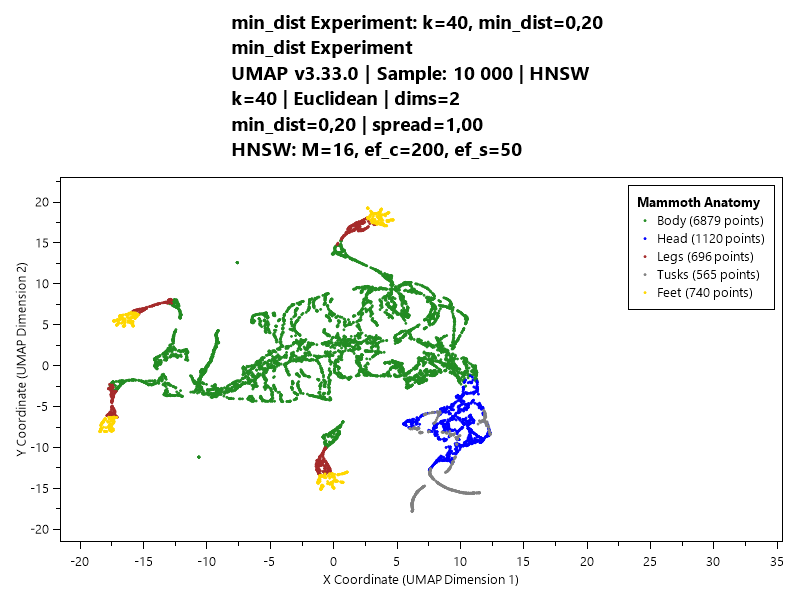 min_dist Experiment: k=40, min_dist=0,20
min_dist Experiment
UMAP v3.33.0 | Sample: 10 000 | HNSW
k=40 | Euclidean | dims=2
min_dist=0,20 | spread=1,00
HNSW: M=16, ef_c=200, ef_s=50
Mammoth Anatomy
Body (6879 points)
Head (1120 points)
Legs (696 points)
Tusks (565 points)
Feet (740 points)
Y Coordinate (UMAP Dimension 2)
20
15
10
5
0
-5
-10
-15
-20
-20 -15 -10 -5 0 5 10 15 20 25 30 35
X Coordinate (UMAP Dimension 1)